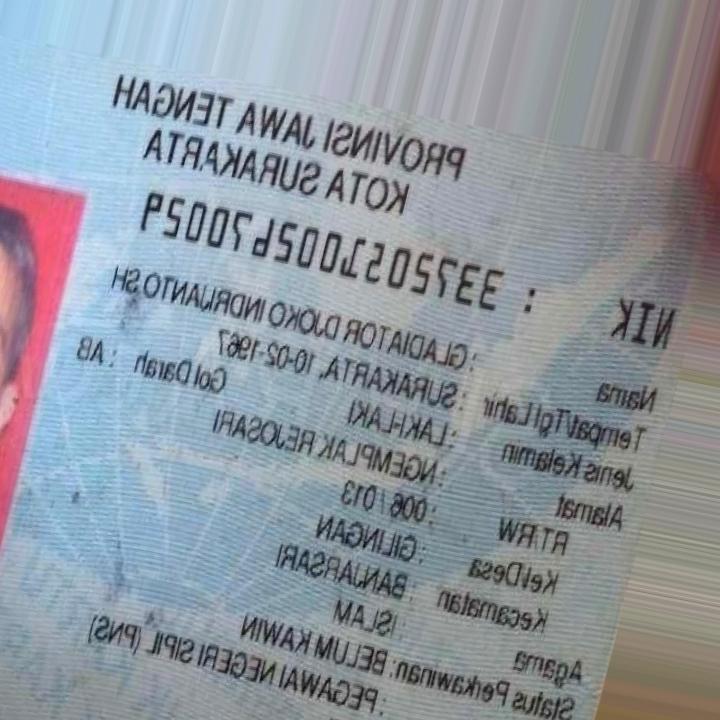 PROVINSI JAWA TENGAH
KOTA SURAKARTA
NIK : 3372051002670029
Nama : GLADIATOR DJOKO INDRIJANTO SH
Tempat/Tgl Lahir : SURAKARTA, 10-02-1967
Jenis Kelamin : LAKI-LAKI Gol Darah : AB
Alamat : NGEMPLAK REJOSARI
RT/RW : 006 / 013
Kel/Desa : GILINGAN
Kecamatan : BANJARSARI
Agama : ISLAM
Status Perkawinan: BELUM KAWIN
: PEGAWAI NEGERI SIPIL (PNS)